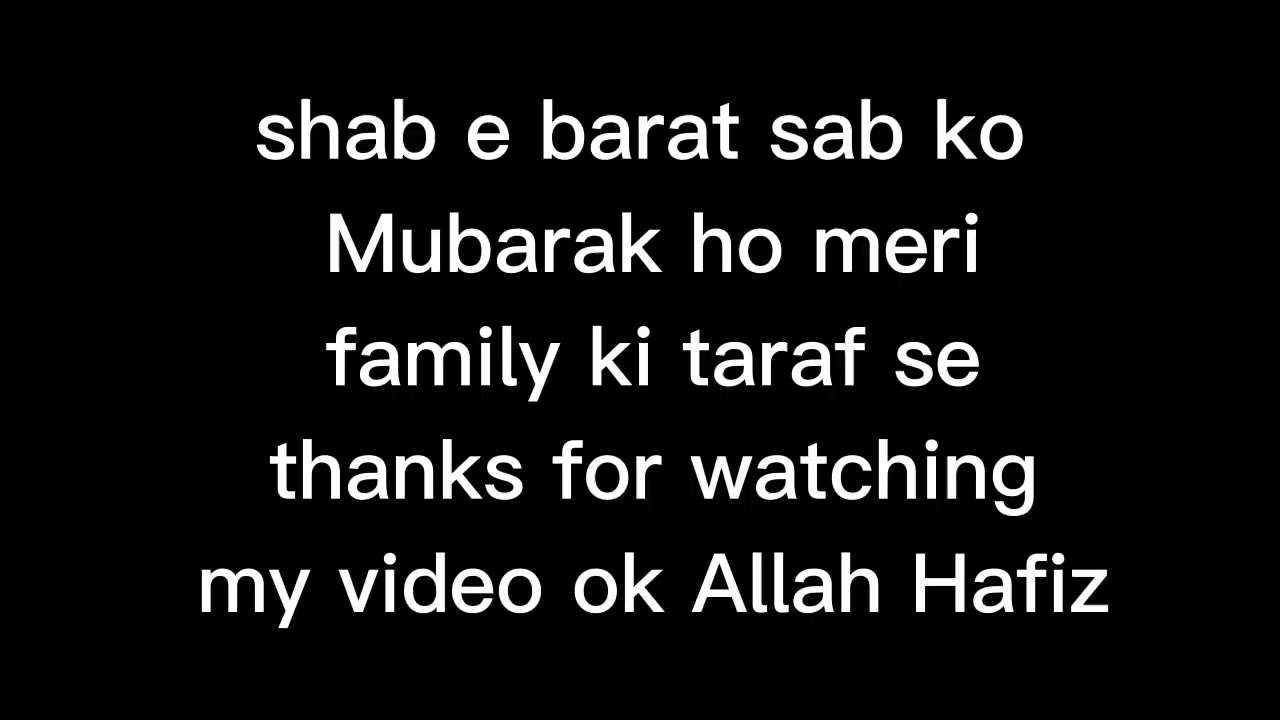 shab e barat sab ko
Mubarak ho meri
family ki taraf se
thanks for watching
my video ok Allah Hafiz